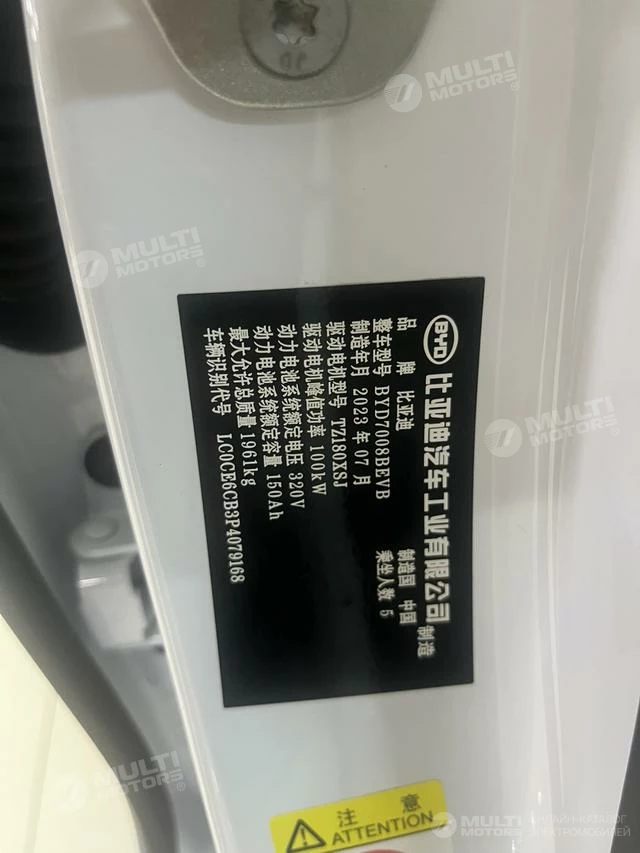 JD
MULTI
MOTORS®
MULTI
MOTORS®
BYD 比亚迪汽车工业有限公司 制造
品 牌 比亚迪 制造国 中国
整车型号 BYD7008BEVB 乘坐人数 5
制造年月 2023 年 07 月
驱动电机型号 TZ180XSJ
驱动电机峰值功率 100kW
动力电池系统额定电压 320V
动力电池系统额定容量 150Ah
最大允许总质量 1961kg
车辆识别代号 LC0CE6CB3P4079168
MULTI
MOTORS®
MULTI
MOTORS®
注 意
ATTENTION
MULTI
MOTORS®
ОНЛАЙН-КАТАЛОГ
ЭЛЕКТРОМОБИЛЕЙ